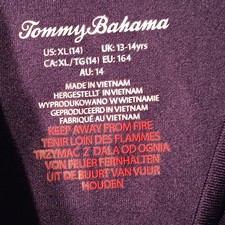 Tommy Bahama
US: XL(14) UK: 13-14yrs
CA: XL/TG(14) EU: 164
AU: 14
MADE IN VIETNAM
HERGESTELLT IN VIETNAM
WYPRODUKOWANO W WIETNAMIE
GEPRODUCEERD IN VIETNAM
FABRIQUÉ AU VIETNAM
KEEP AWAY FROM FIRE
TENIR LOIN DES FLAMMES
TRZYMAC´ Z´ DALA OD OGNIA
VON FEUER FERNHALTEN
UIT DE BUURT VAN VUUR
HOUDEN